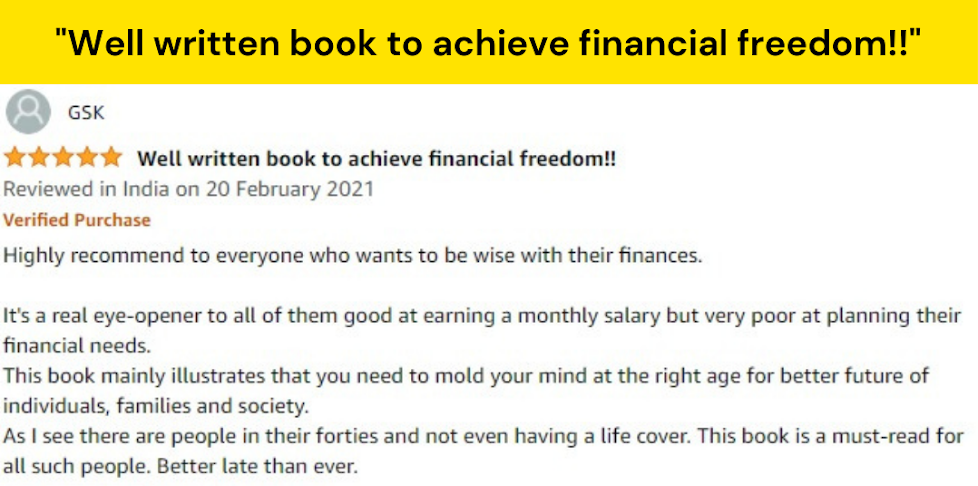 "Well written book to achieve financial freedom!!"
GSK
Well written book to achieve financial freedom!!
Reviewed in India on 20 February 2021
Verified Purchase
Highly recommend to everyone who wants to be wise with their finances.
It's a real eye-opener to all of them good at earning a monthly salary but very poor at planning their
financial needs.
This book mainly illustrates that you need to mold your mind at the right age for better future of
individuals, families and society.
As I see there are people in their forties and not even having a life cover. This book is a must-read for
all such people. Better late than ever.